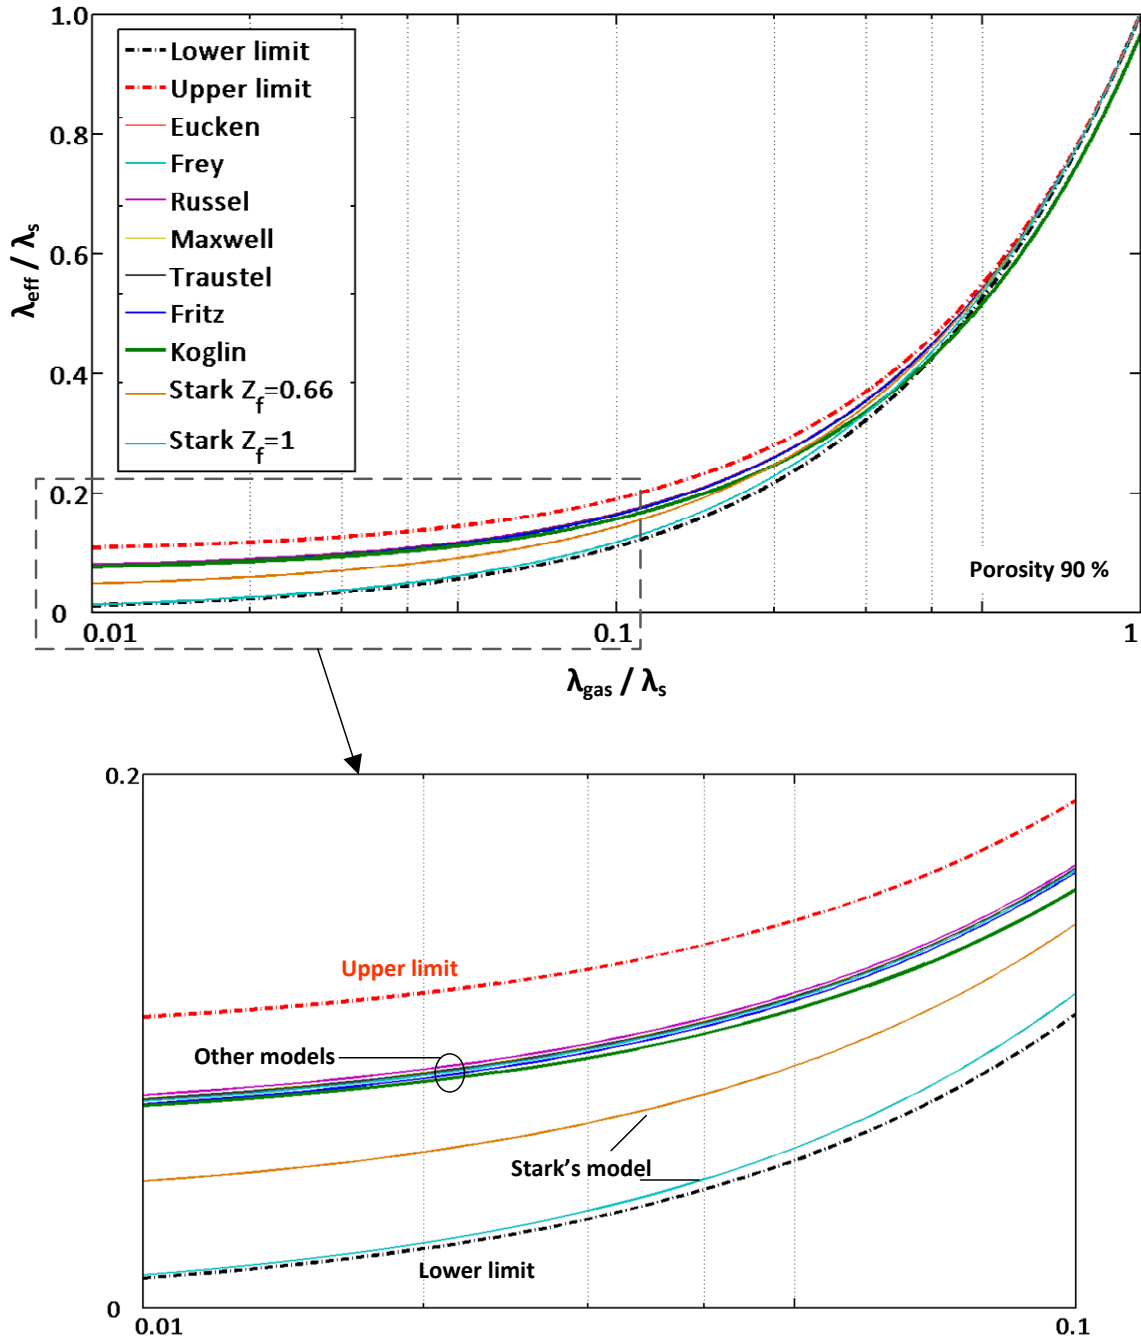 1.0
0.8
0.6
0.4
0.2
0
λeff / λs
Lower limit
Upper limit
Eucken
Frey
Russel
Maxwell
Traustel
Fritz
Koglin
Stark Zf=0.66
Stark Zf=1
Porosity 90 %
0.01 0.1 1
λgas / λs
0.2
Upper limit
Other models
Stark’s model
Lower limit
0
0.01 0.1